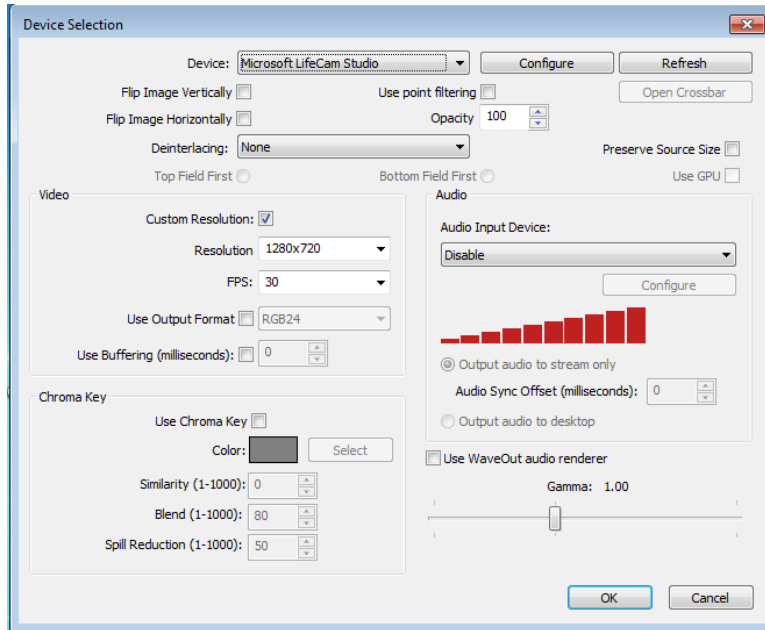 Device Selection
Device: Microsoft LifeCam Studio Configure Refresh
Flip Image Vertically Use point filtering Open Crossbar
Flip Image Horizontally Opacity 100
Deinterlacing: None Preserve Source Size
Top Field First Bottom Field First Use GPU
Video
Custom Resolution:
Resolution 1280x720
FPS: 30
Use Output Format RGB24
Use Buffering (milliseconds): 0
Audio
Audio Input Device:
Disable
Configure
Output audio to stream only
Audio Sync Offset (milliseconds): 0
Output audio to desktop
Chroma Key
Use Chroma Key
Color: Select
Similarity (1-1000): 0
Blend (1-1000): 80
Spill Reduction (1-1000): 50
Use WaveOut audio renderer
Gamma: 1.00
OK Cancel